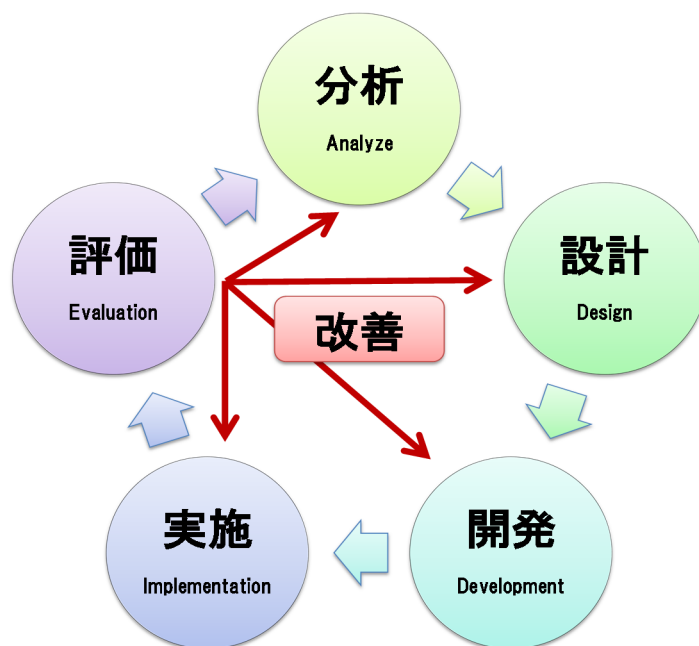 分析
Analyze
設計
Design
開発
Development
実施
Implementation
評価
Evaluation
改善